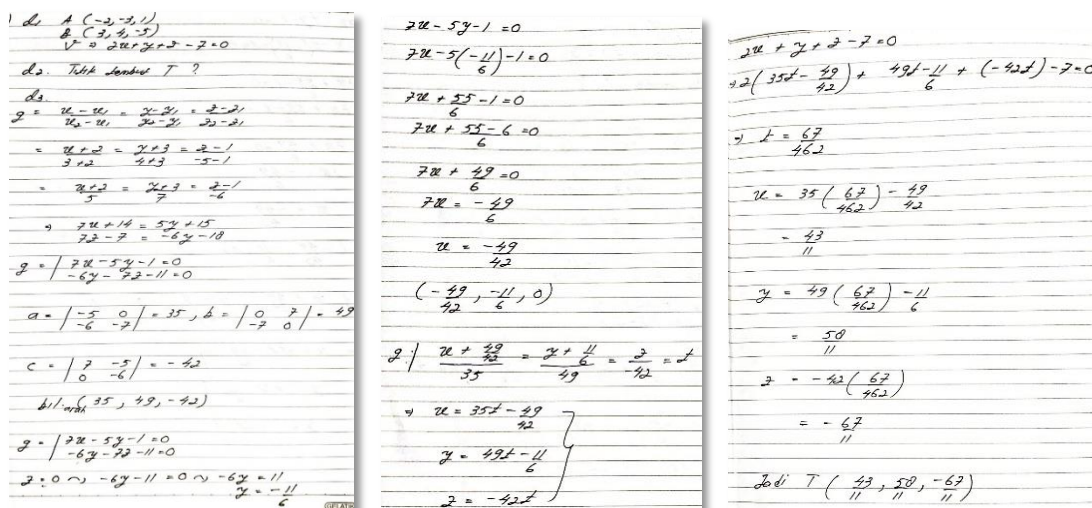 d1. A (-2,-3,1)
B (3,4,-5)
V = 2x+y+z-7=0
d2. Titik tembus T ?
d3.
g = x-x1/x2-x1 = y-y1/y2-y1 = z-z1/z2-z1
= x+2/3+2 = y+3/4+3 = z-1/-5-1
= x+2/5 = y+3/7 = z-1/-6
⇒ 7x+14 = 5y+15
7z-7 = -6y-18
g = | 7x-5y-1=0
-6y-7z-11=0
a = | -5 0 | = 35, b = | 0 7 | = 49
| -6 -7 | | -7 0 |
c = | 7 -5 | = -42
| 0 -6 |
bil. arah (35, 49, -42)
g = | 7x-5y-1=0
-6y-7z-11=0
z=0 ~> -6y-11=0 ~> -6y=11
y = -11/6
7x-5y-1=0
7x-5(-11/6)-1=0
7x+55/6-1=0
7x+55-6/6=0
7x+49/6=0
7x = -49/6
x = -49/42
(-49/42, -11/6, 0)
g: | x+49/42 /35 = y+11/6 /49 = z/-42 = t
⇒ x = 35t-49/42
y = 49t-11/6
z = -42t
2x+y+z-7=0
⇒ 2(35t-49/42) + 49t-11/6 + (-42t)-7=0
⇒ t = 67/462
x = 35(67/462)-49/42
= 43/11
y = 49(67/462)-11/6
= 58/11
z = -42(67/462)
= -67/11
Jadi T (43/11, 58/11, -67/11)